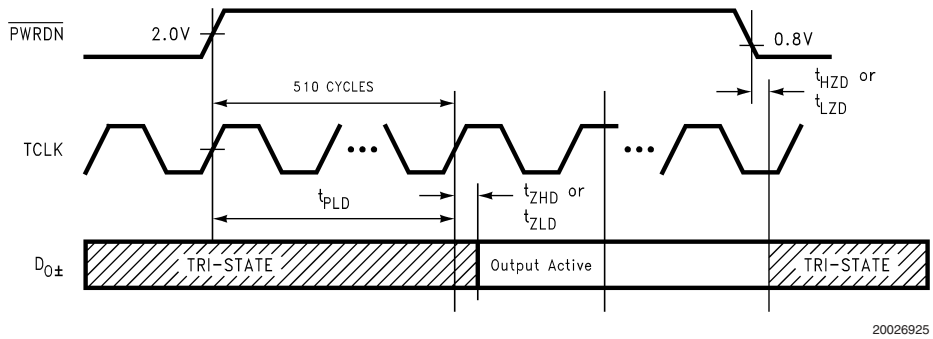 PWRDN
2.0V
0.8V
tHZD or
tLZD
510 CYCLES
TCLK
tPLD
tZHD or
tZLD
DO±
TRI-STATE
Output Active
TRI-STATE
20026925